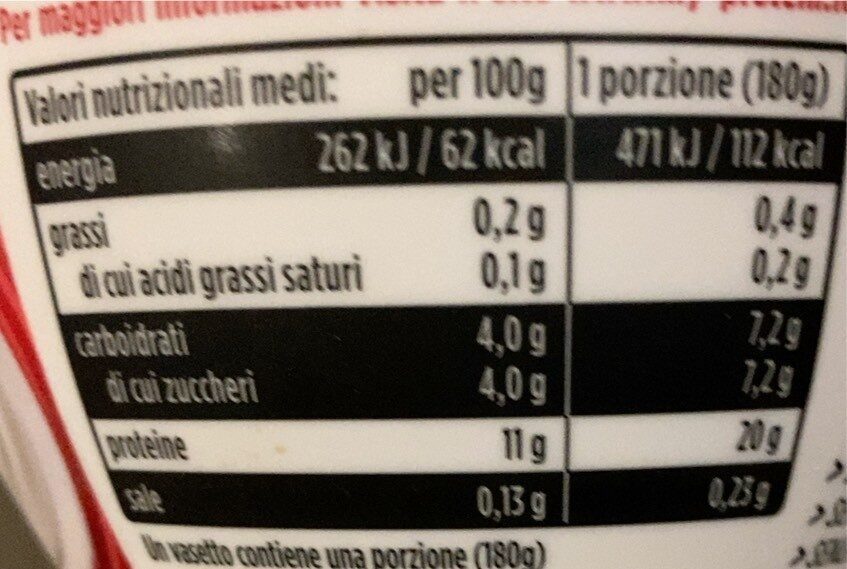 Per maggiori
Valori nutrizionali medi: per 100g 1 porzione (180g)
energia 262 kJ / 62 kcal 471 kJ / 112 kcal
grassi 0,2 g 0,4 g
di cui acidi grassi saturi 0,1 g 0,2 g
carboidrati 4,0 g 7,2 g
di cui zuccheri 4,0 g 7,2 g
proteine 11 g 20 g
sale 0,13 g 0,23 g
Un vasetto contiene una porzione (180g)